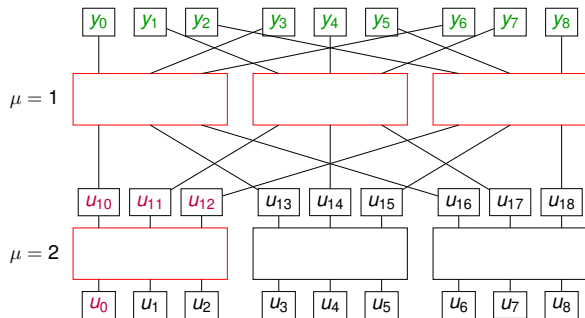 y0 y1 y2 y3 y4 y5 y6 y7 y8
μ = 1
u10 u11 u12 u13 u14 u15 u16 u17 u18
μ = 2
u0 u1 u2 u3 u4 u5 u6 u7 u8